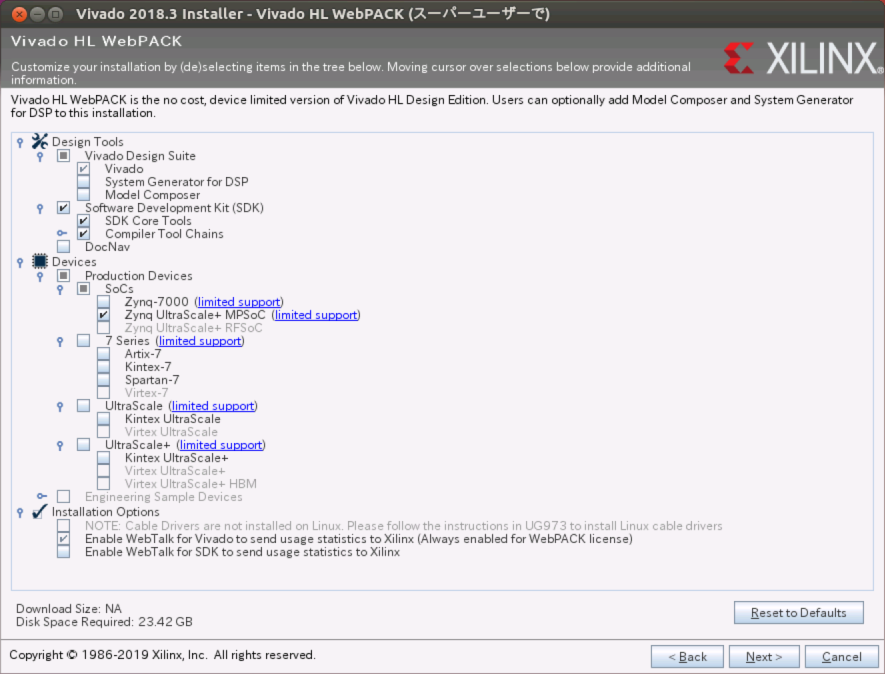 Vivado 2018.3 Installer - Vivado HL WebPACK (スーパーユーザーで)
Vivado HL WebPACK
Customize your installation by (de)selecting items in the tree below. Moving cursor over selections below provide additional
information.
XILINX®
Vivado HL WebPACK is the no cost, device limited version of Vivado HL Design Edition. Users can optionally add Model Composer and System Generator
for DSP to this installation.
Design Tools
Vivado Design Suite
Vivado
System Generator for DSP
Model Composer
Software Development Kit (SDK)
SDK Core Tools
Compiler Tool Chains
DocNav
Devices
Production Devices
SoCs
Zynq-7000 (limited support)
Zynq UltraScale+ MPSoC (limited support)
Zynq UltraScale+ RFSoC
7 Series (limited support)
Artix-7
Kintex-7
Spartan-7
Virtex-7
UltraScale (limited support)
Kintex UltraScale
Virtex UltraScale
UltraScale+ (limited support)
Kintex UltraScale+
Virtex UltraScale+
Virtex UltraScale+ HBM
Engineering Sample Devices
Installation Options
NOTE: Cable Drivers are not installed on Linux. Please follow the instructions in UG973 to install Linux cable drivers
Enable WebTalk for Vivado to send usage statistics to Xilinx (Always enabled for WebPACK license)
Enable WebTalk for SDK to send usage statistics to Xilinx
Download Size: NA
Disk Space Required: 23.42 GB
Reset to Defaults
Copyright © 1986-2019 Xilinx, Inc. All rights reserved.
< Back
Next >
Cancel